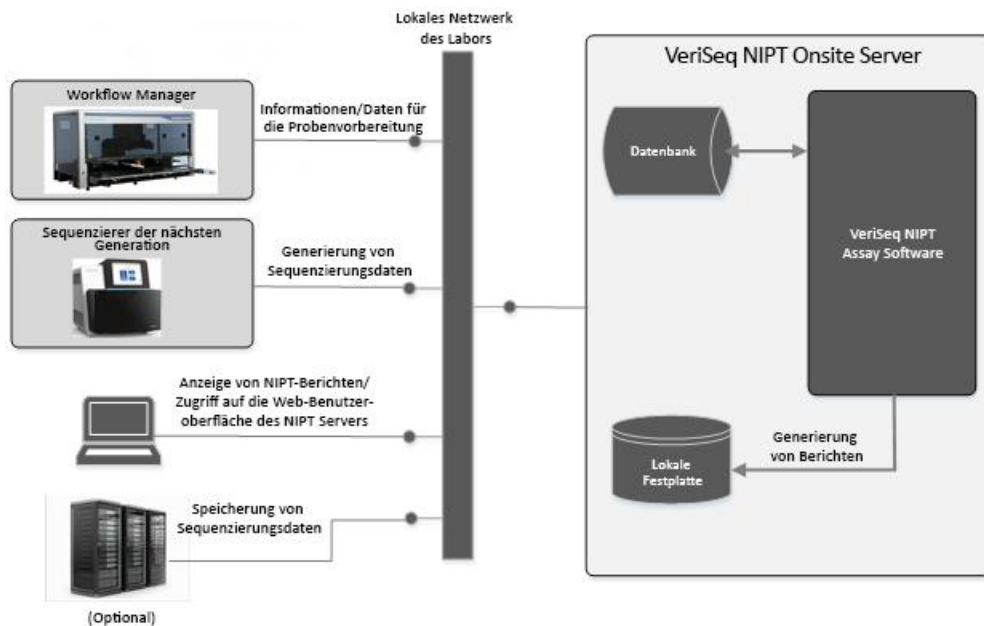 Lokales Netzwerk
des Labors
VeriSeq NIPT Onsite Server
Workflow Manager
Informationen/Daten für
die Probenvorbereitung
Datenbank
Sequenzierer der nächsten
Generation
Generierung von
Sequenzierungsdaten
VeriSeq NIPT
Assay Software
Anzeige von NIPT-Berichten/
Zugriff auf die Web-Benutzer-
oberfläche des NIPT Servers
Generierung
von Berichten
Lokale
Festplatte
Speicherung von
Sequenzierungsdaten
(Optional)